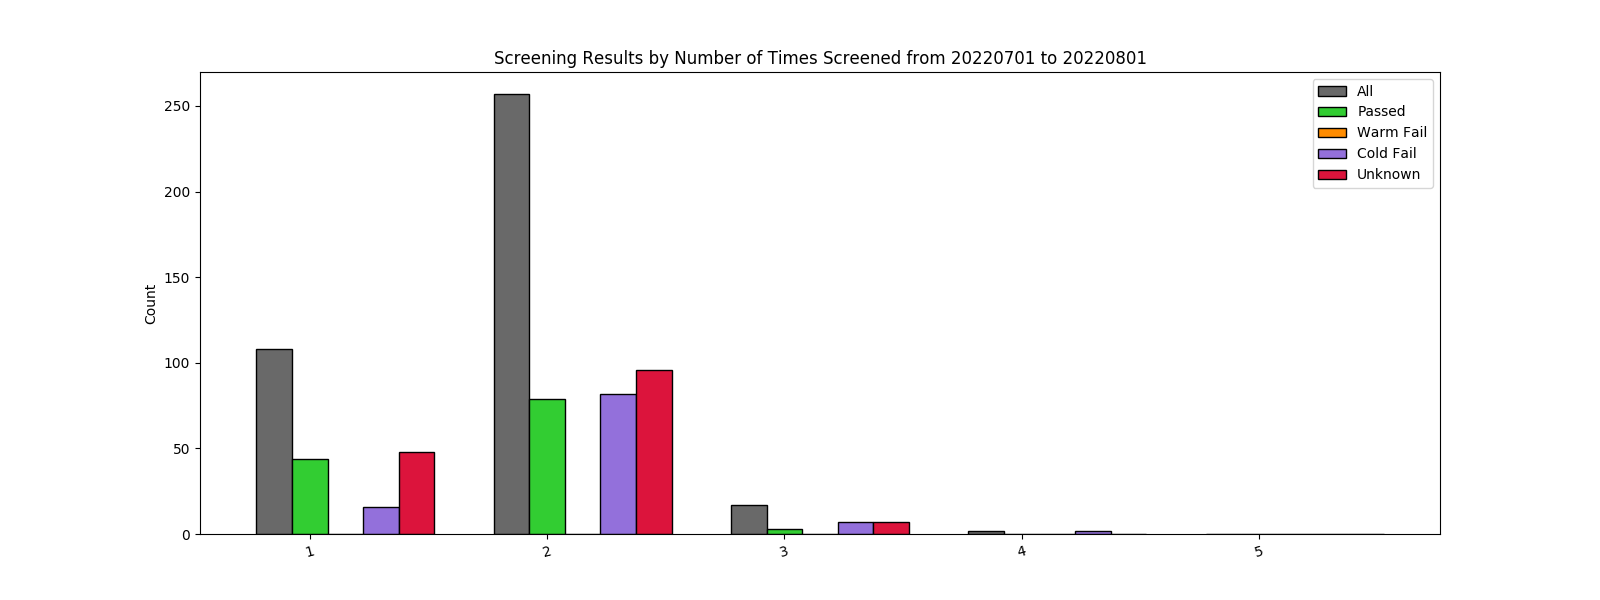 Screening Results by Number of Times Screened from 20220701 to 20220801
All
Passed
Warm Fail
Cold Fail
Unknown
Count
250
200
150
100
50
0
1
2
3
4
5